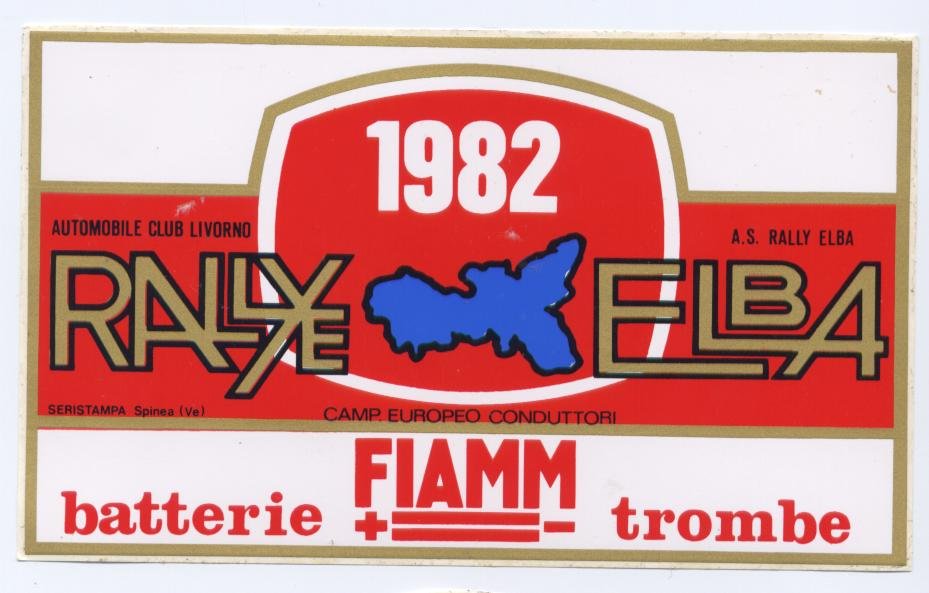 1982
AUTOMOBILE CLUB LIVORNO
A.S. RALLY ELBA
RALLYE ELBA
SERISTAMPA Spinea (Ve)
CAMP. EUROPEO CONDUTTORI
batterie FIAMM trombe
+ −